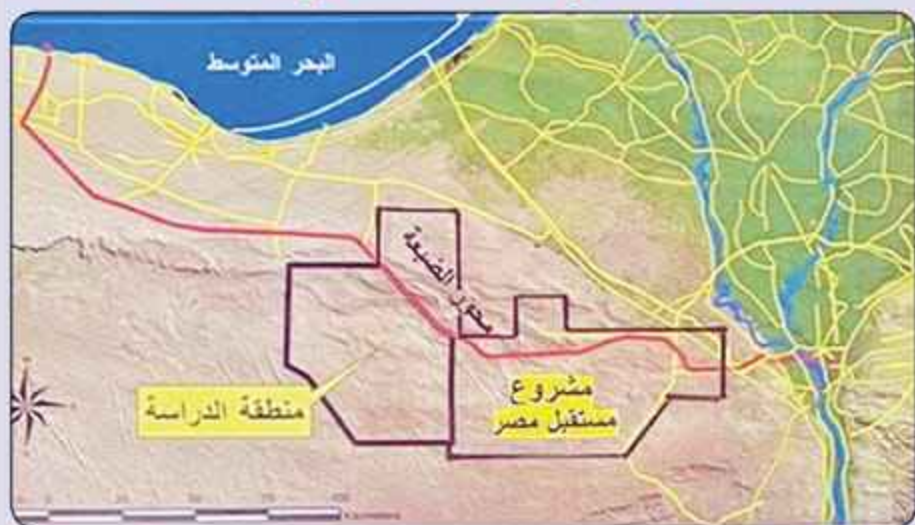 البحر المتوسط
محور الضبعة
منطقة الدراسة
مشروع
مستقبل مصر